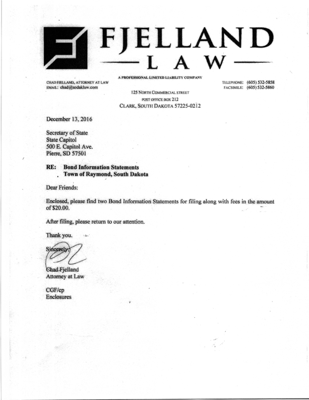 FJELLAND
LAW
A PROFESSIONAL LIMITED LIABILITY COMPANY
CHAD FJELLAND, ATTORNEY AT LAW
EMAIL: chad@sodaklaw.com
TELEPHONE: (605) 532-5858
FACSIMILE: (605) 532-5860
125 NORTH COMMERCIAL STREET
POST OFFICE BOX 212
CLARK, SOUTH DAKOTA 57225-0212
December 13, 2016
Secretary of State
State Capitol
500 E. Capitol Ave.
Pierre, SD 57501
RE: Bond Information Statements
Town of Raymond, South Dakota
Dear Friends:
Enclosed, please find two Bond Information Statements for filing along with fees in the amount
of $20.00.
After filing, please return to our attention.
Thank you.
Sincerely,
Chad Fjelland
Attorney at Law
CGF/ep
Enclosures